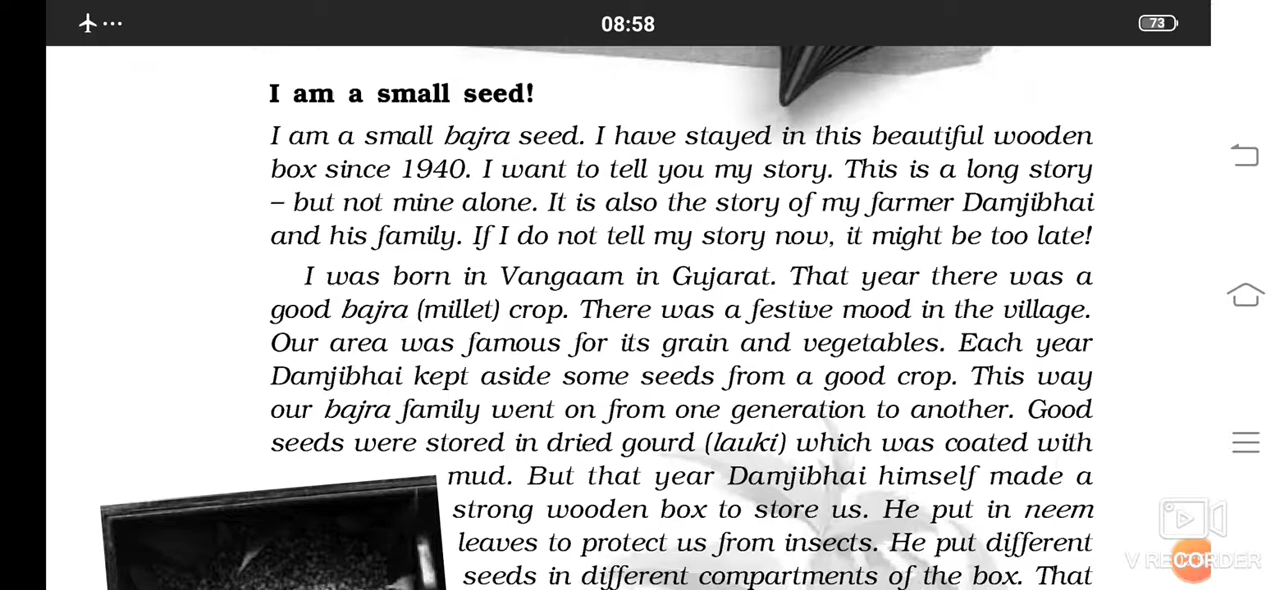 08:58
73
I am a small seed!
I am a small bajra seed. I have stayed in this beautiful wooden
box since 1940. I want to tell you my story. This is a long story
– but not mine alone. It is also the story of my farmer Damjibhai
and his family. If I do not tell my story now, it might be too late!
I was born in Vangaam in Gujarat. That year there was a
good bajra (millet) crop. There was a festive mood in the village.
Our area was famous for its grain and vegetables. Each year
Damjibhai kept aside some seeds from a good crop. This way
our bajra family went on from one generation to another. Good
seeds were stored in dried gourd (lauki) which was coated with
mud. But that year Damjibhai himself made a
strong wooden box to store us. He put in neem
leaves to protect us from insects. He put different
seeds in different compartments of the box. That
V RECORDER